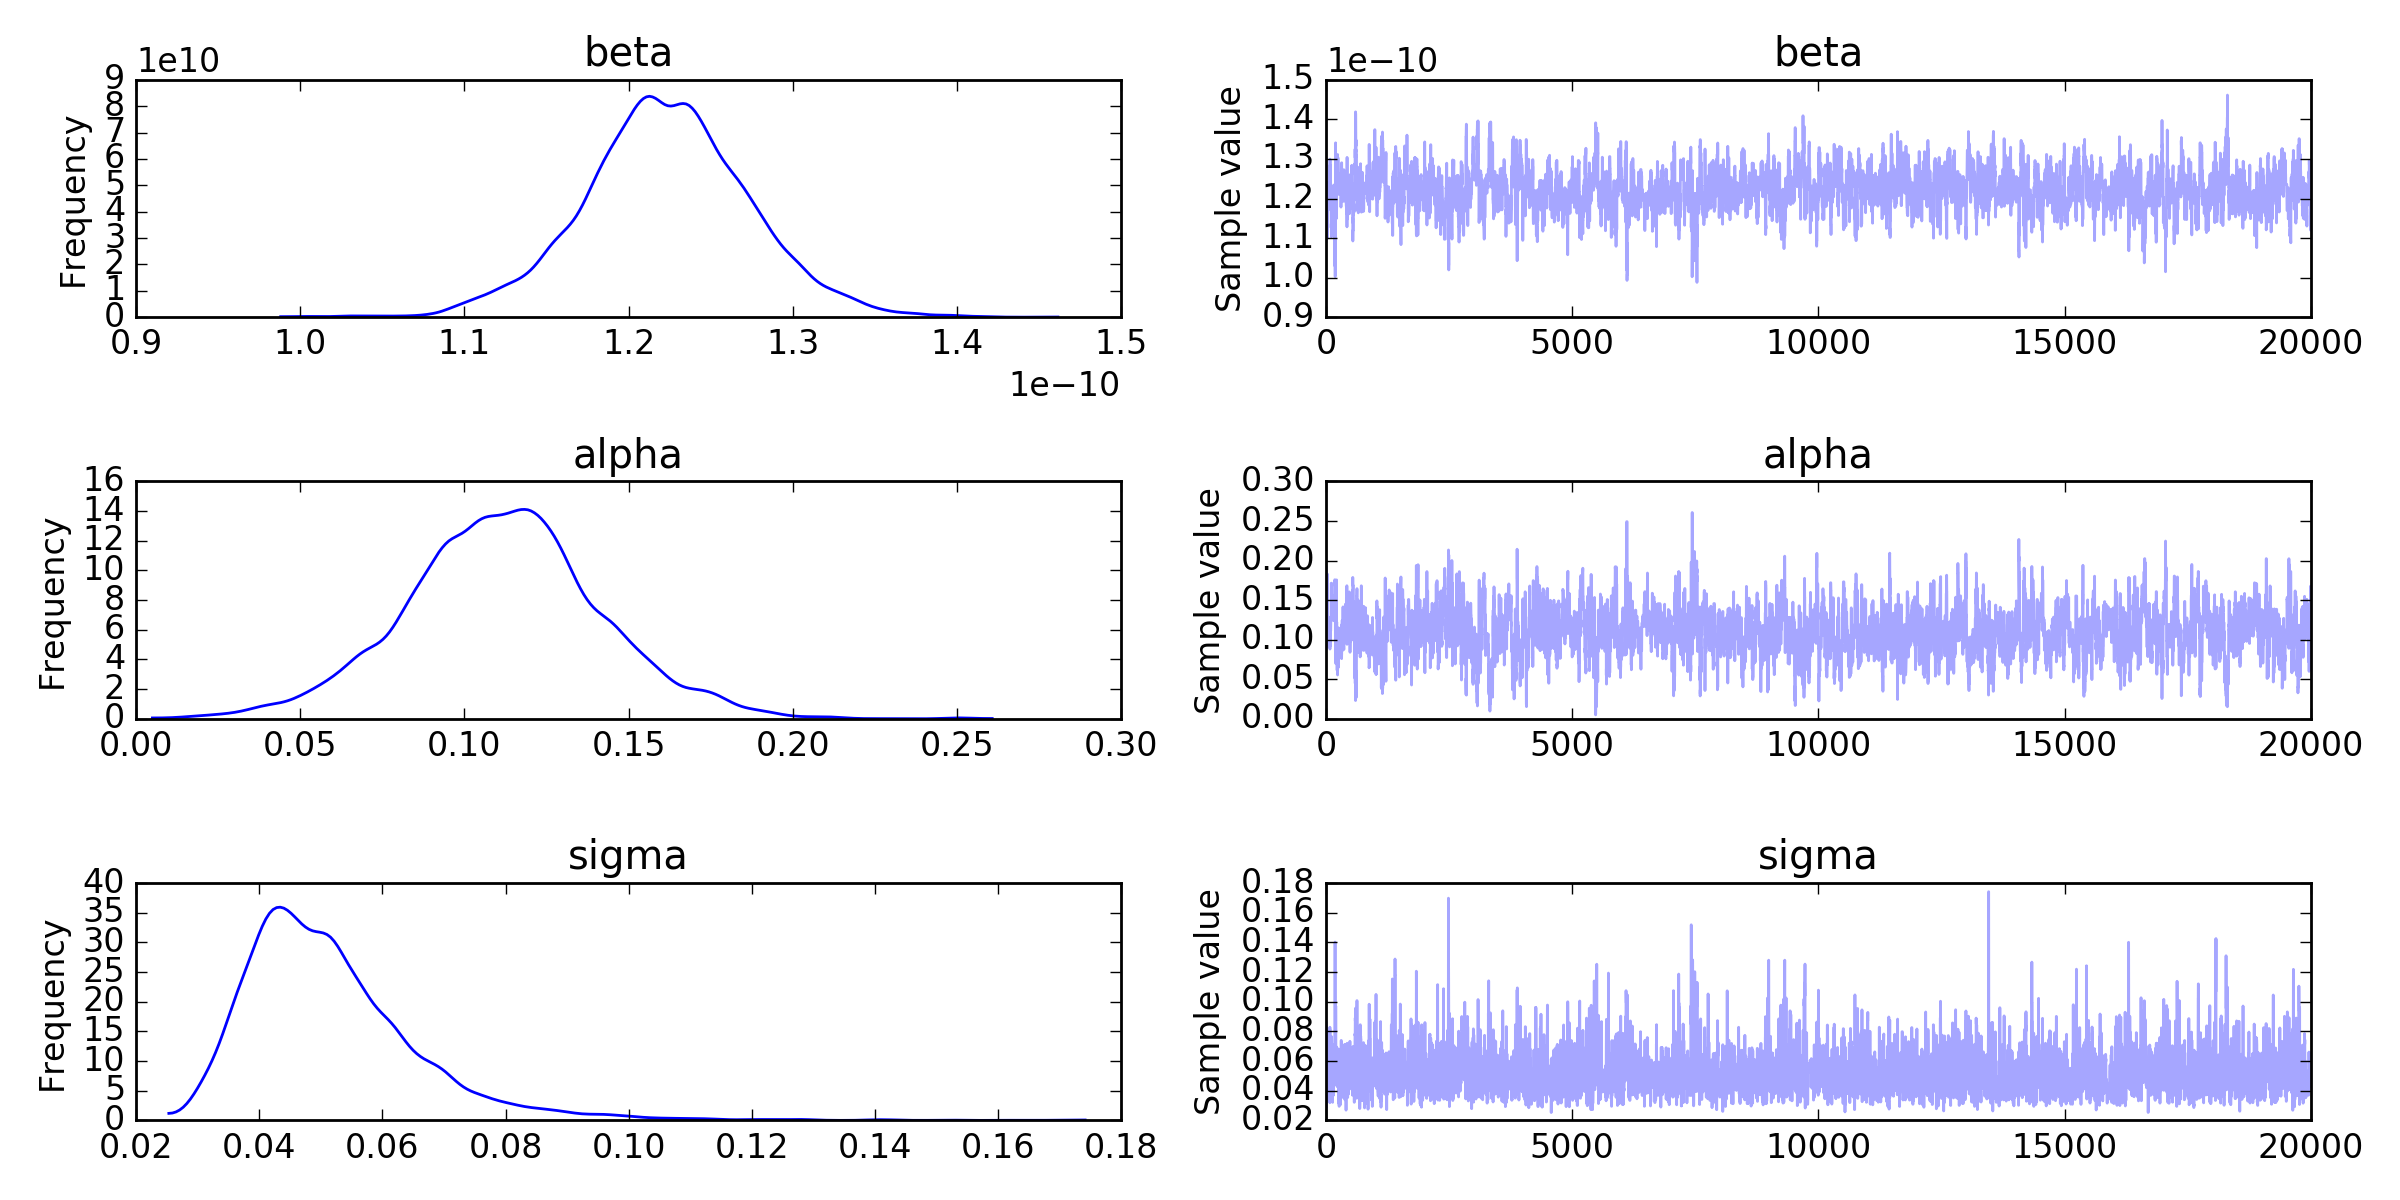 beta
1e10
9
8
7
6
5
4
3
2
1
0
Frequency
0.9 1.0 1.1 1.2 1.3 1.4 1.5
1e−10
beta
1e−10
1.5
1.4
1.3
1.2
1.1
1.0
0.9
Sample value
0 5000 10000 15000 20000
alpha
16
14
12
10
8
6
4
2
0
Frequency
0.00 0.05 0.10 0.15 0.20 0.25 0.30
alpha
0.30
0.25
0.20
0.15
0.10
0.05
0.00
Sample value
0 5000 10000 15000 20000
sigma
40
35
30
25
20
15
10
5
0
Frequency
0.02 0.04 0.06 0.08 0.10 0.12 0.14 0.16 0.18
sigma
0.18
0.16
0.14
0.12
0.10
0.08
0.06
0.04
0.02
Sample value
0 5000 10000 15000 20000